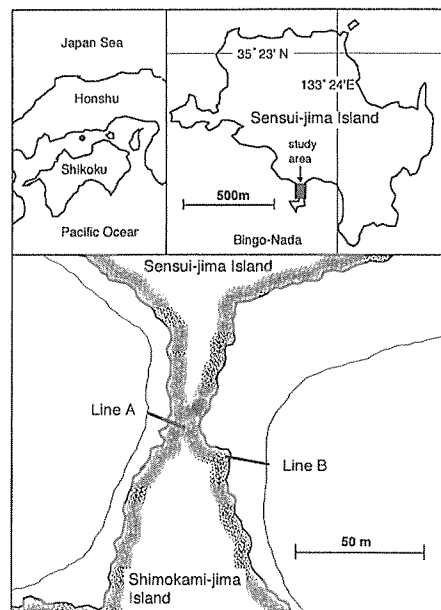 Japan Sea
Honshu
Shikoku
Pacific Ocear
35° 23' N
133° 24'E
Sensui-jima Island
study
area
500m
Bingo-Nada
Sensui-jima Island
Line A
Line B
50 m
Shimokami-jima
Island